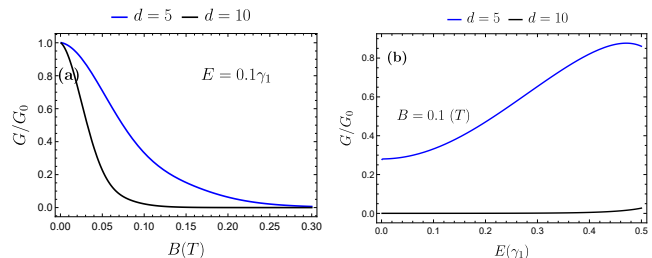 d = 5 d = 10
1.0
0.8
0.6
0.4
0.2
0.0
(a)
E = 0.1γ₁
G/G₀
0.00 0.05 0.10 0.15 0.20 0.25 0.30
B(T)
d = 5 d = 10
0.8
0.6
0.4
0.2
0.0
(b)
B = 0.1 (T)
G/G₀
0.0 0.1 0.2 0.3 0.4 0.5
E(γ₁)